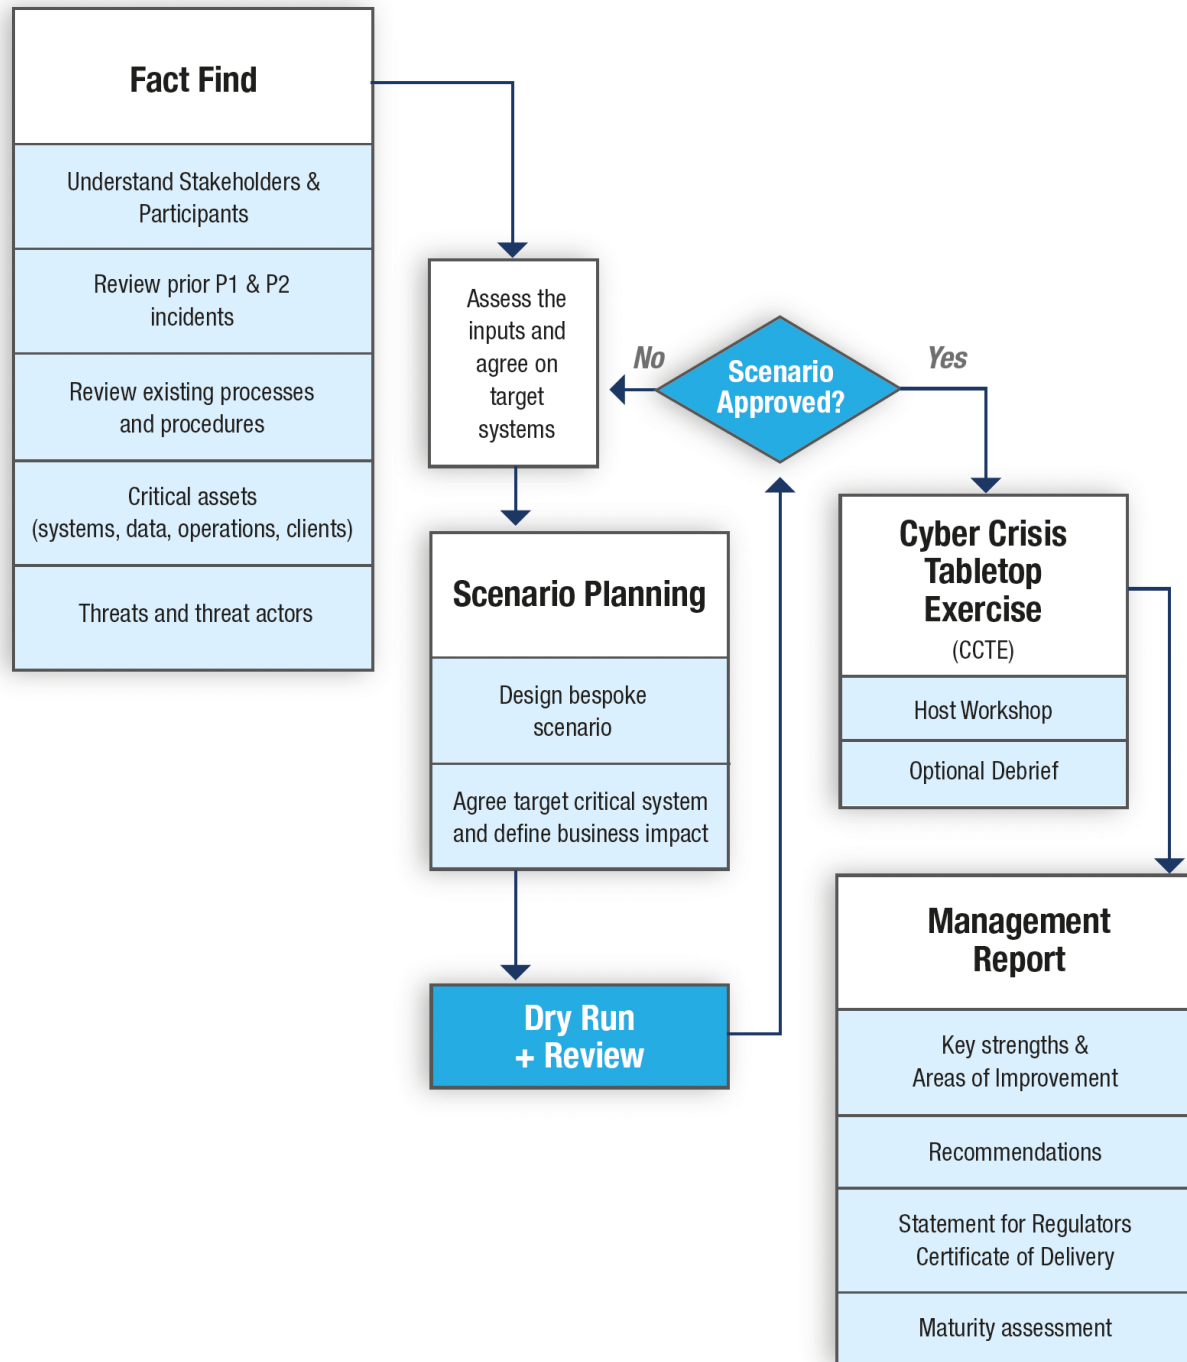 Fact Find
Understand Stakeholders &
Participants
Review prior P1 & P2
incidents
Review existing processes
and procedures
Critical assets
(systems, data, operations, clients)
Threats and threat actors
Assess the
inputs and
agree on
target
systems
Scenario Planning
Design bespoke
scenario
Agree target critical system
and define business impact
Dry Run
+ Review
No
Scenario
Approved?
Yes
Cyber Crisis
Tabletop
Exercise
(CCTE)
Host Workshop
Optional Debrief
Management
Report
Key strengths &
Areas of Improvement
Recommendations
Statement for Regulators
Certificate of Delivery
Maturity assessment